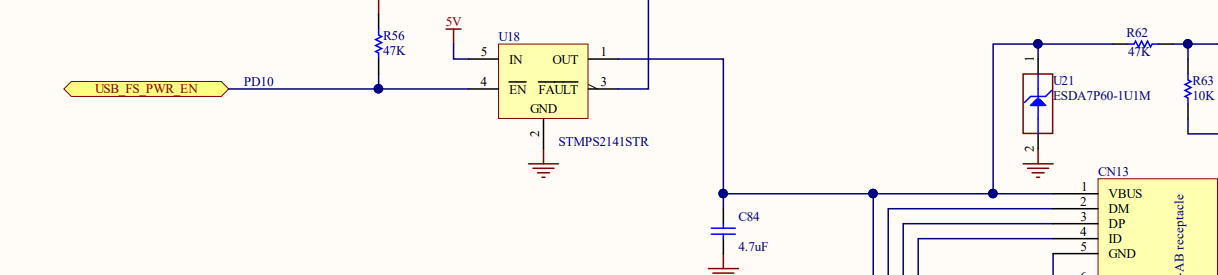 R56
47K
5V
U18
5
IN
OUT
1
USB_FS_PWR_EN
PD10
4
EN
FAULT
3
GND
2
STMPS2141STR
R62
47K
1
U21
ESDA7P60-1U1M
R63
10K
2
CN13
C84
4.7uF
1
VBUS
2
DM
3
DP
4
ID
5
GND
-AB receptacle